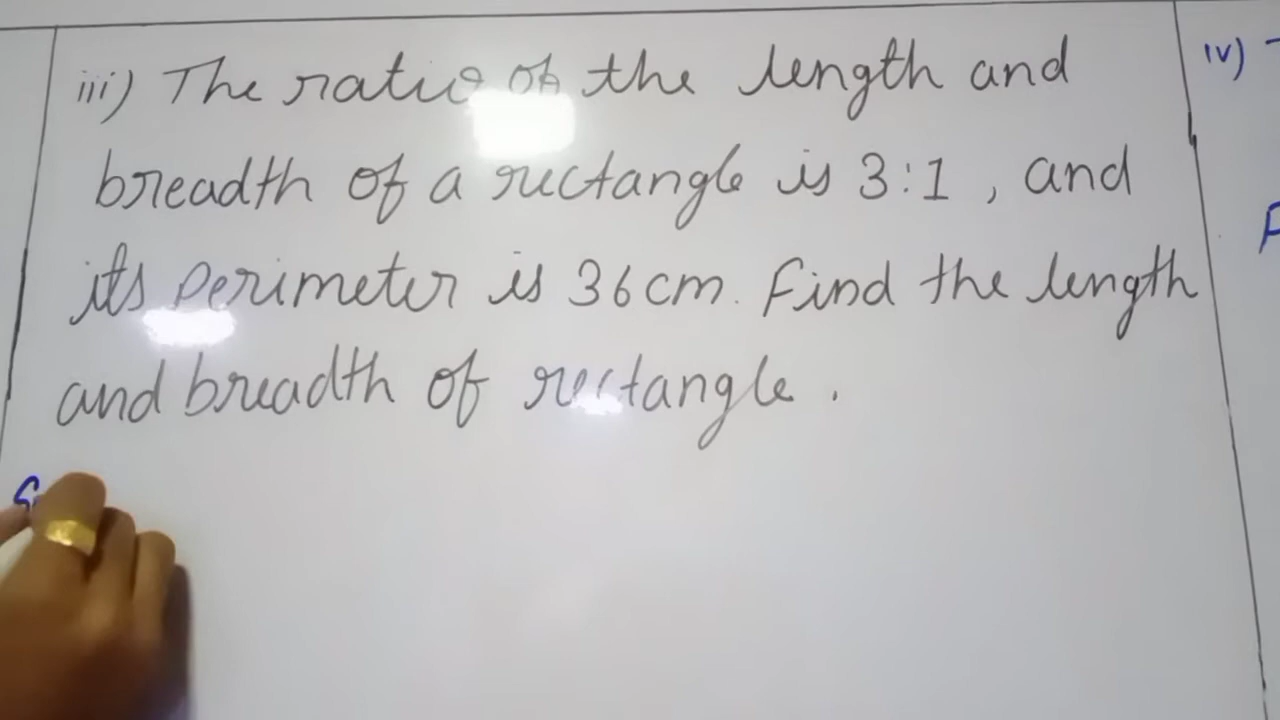 iii) The ratio of the length and
breadth of a rectangle is 3:1, and
its perimeter is 36cm. Find the length
and breadth of rectangle.
iv)